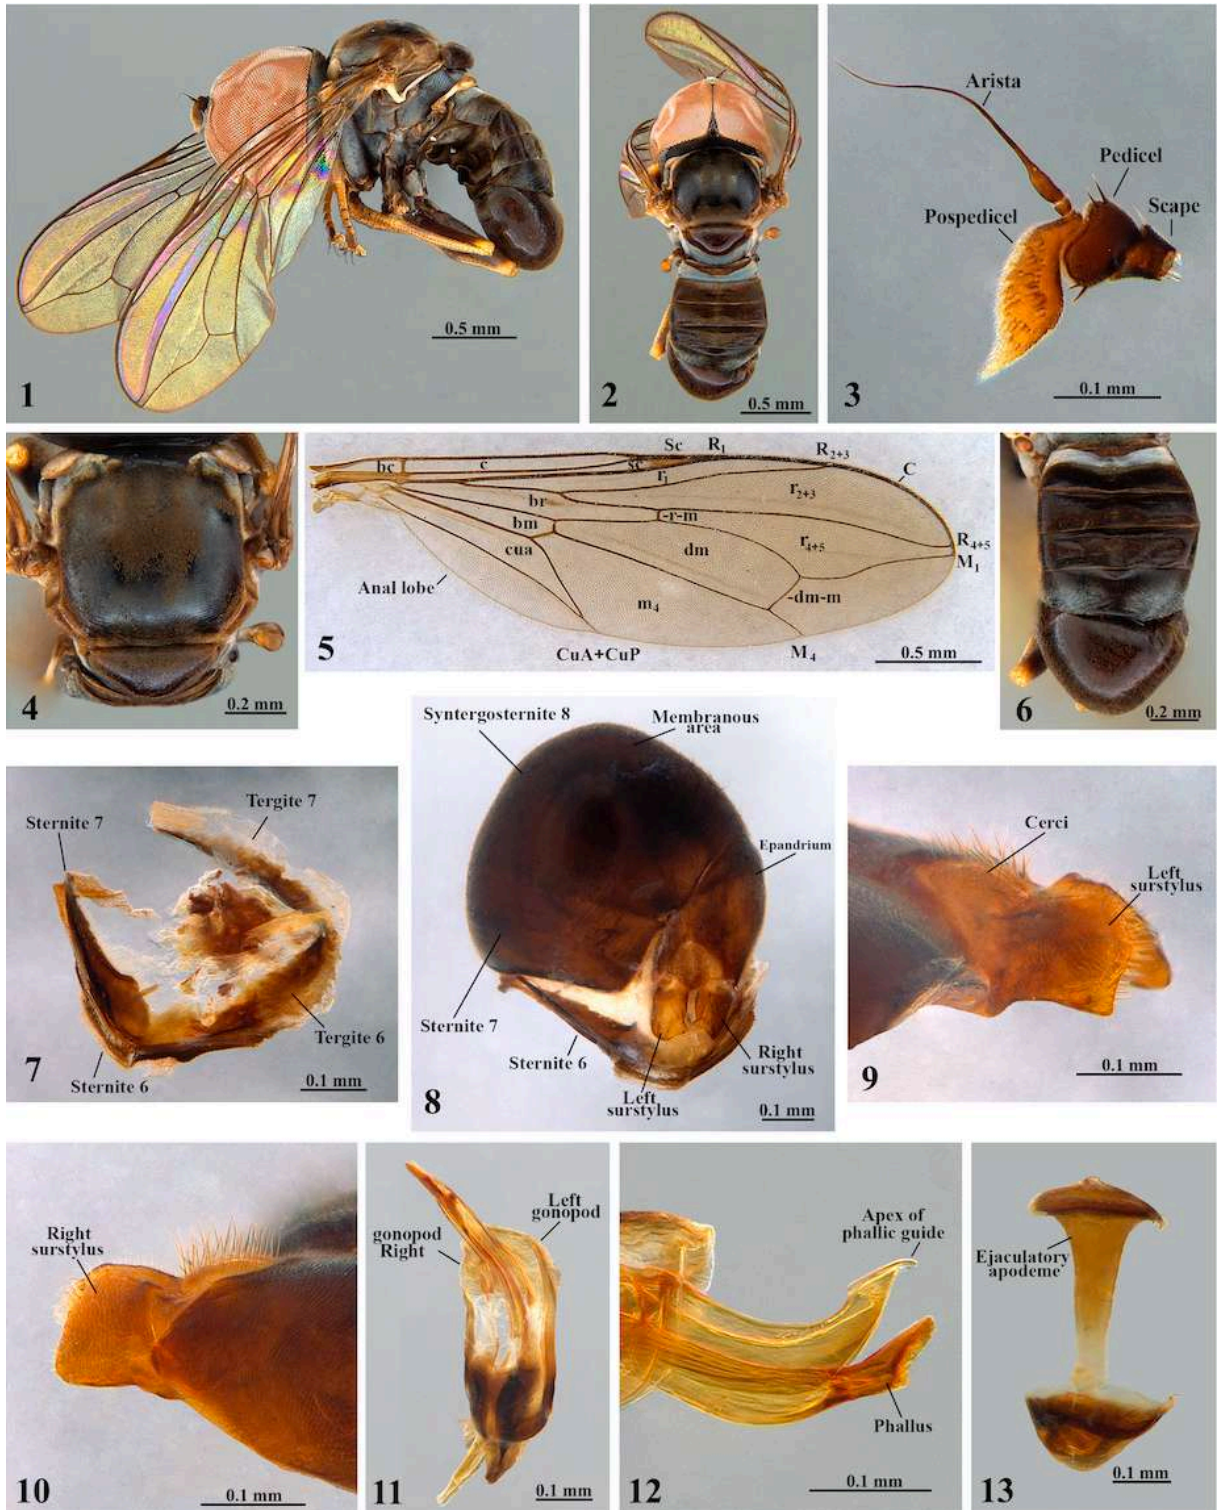 0.5 mm
1
0.5 mm
2
Arista
Pedicel
Scape
Pospedicel
0.1 mm
3
0.2 mm
4
Sc
R1
R2+3
C
bc
c
sc
r1
r2+3
br
-r-m
bm
cua
dm
r4+5
R4+5
M1
Anal lobe
m4
-dm-m
CuA+CuP
M4
0.5 mm
5
0.2 mm
6
Tergite 7
Sternite 7
Tergite 6
Sternite 6
0.1 mm
7
Syntergosternite 8
Membranous
area
Epandrium
Sternite 7
Sternite 6
Right
surstylus
Left
surstylus
0.1 mm
8
Cerci
Left
surstylus
0.1 mm
9
Right
surstylus
0.1 mm
10
Left
gonopod
gonopod
Right
0.1 mm
11
Apex of
phallic guide
Phallus
0.1 mm
12
Ejaculatory
apodeme
0.1 mm
13